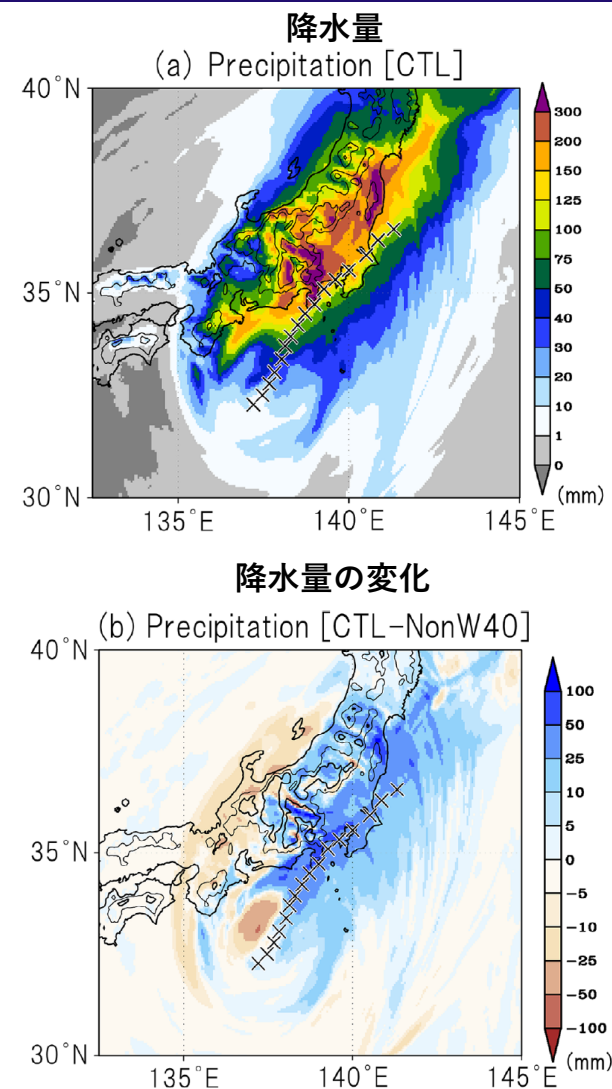 降水量
(a) Precipitation [CTL]
40°N
35°N
30°N
135°E
140°E
145°E
300
200
150
125
100
75
50
40
30
20
10
1
0
(mm)
降水量の変化
(b) Precipitation [CTL-NonW40]
40°N
35°N
30°N
135°E
140°E
145°E
100
50
25
10
5
0
-5
-10
-25
-50
-100
(mm)